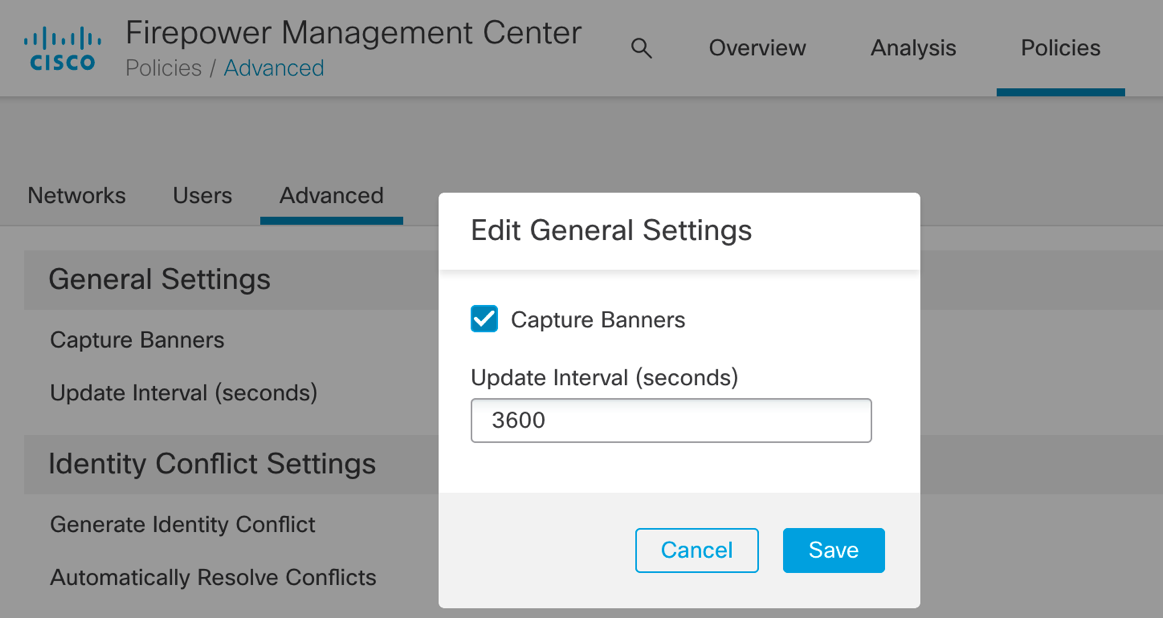 Firepower Management Center
CISCO
Policies / Advanced
Overview
Analysis
Policies
Networks
Users
Advanced
General Settings
Capture Banners
Update Interval (seconds)
Identity Conflict Settings
Generate Identity Conflict
Automatically Resolve Conflicts
Edit General Settings
Capture Banners
Update Interval (seconds)
3600
Cancel
Save